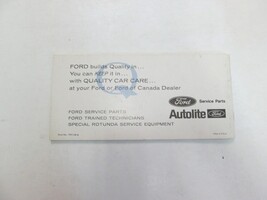 FORD builds Quality in...
You can KEEP it in...
with QUALITY CAR CARE...
at your Ford or Ford of Canada Dealer
Ford Service Parts
Autolite Ford
FORD SERVICE PARTS
FORD TRAINED TECHNICIANS
SPECIAL ROTUNDA SERVICE EQUIPMENT